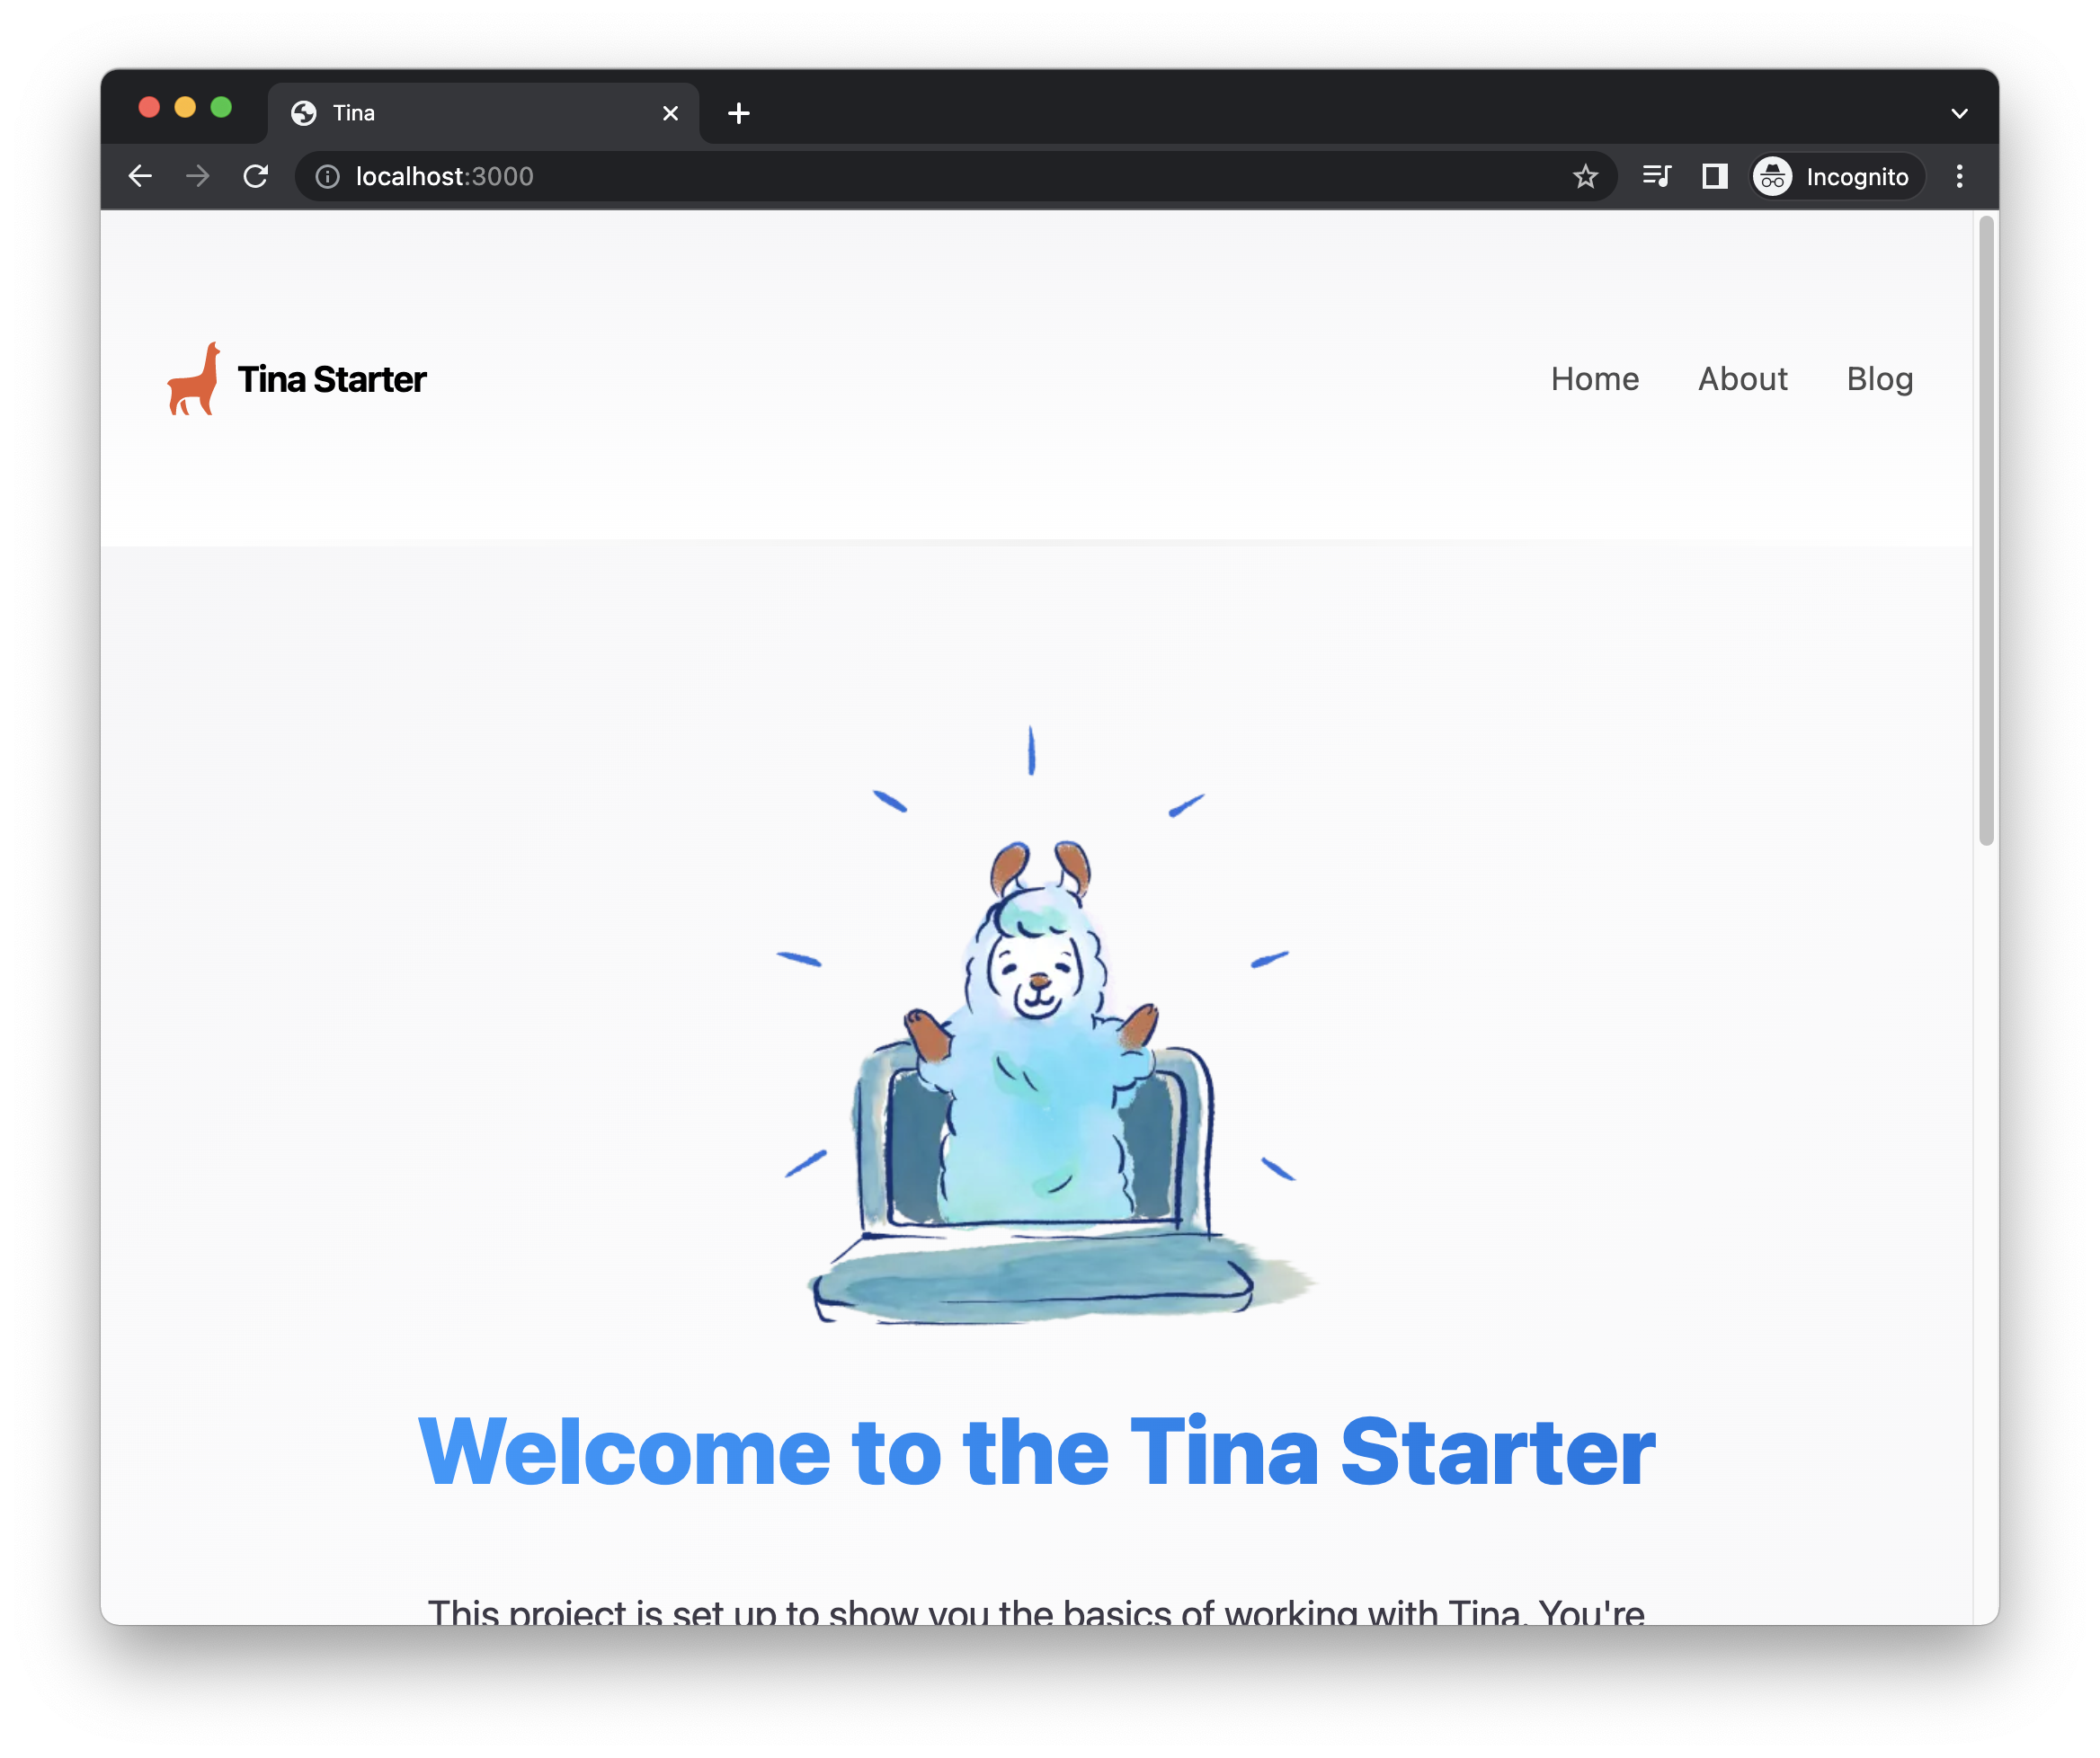 Tina
localhost:3000
Incognito
Tina Starter
Home About Blog
Welcome to the Tina Starter
This project is set up to show you the basics of working with Tina. You're